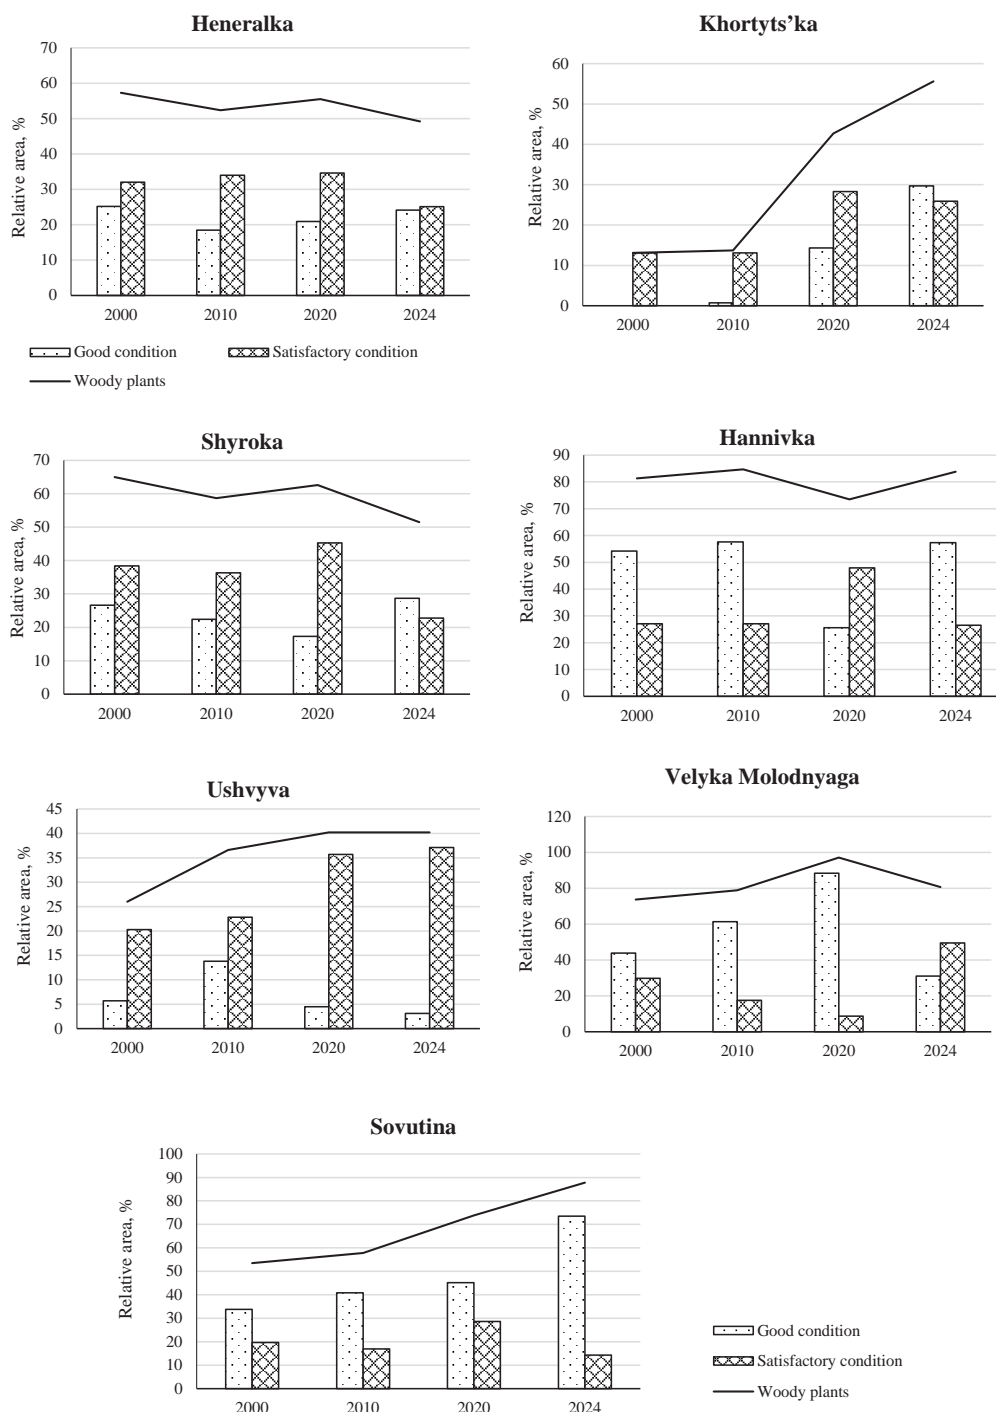 Heneralka
70
60
50
40
30
20
10
0
Relative area, %
2000 2010 2020 2024
Good condition Satisfactory condition
Woody plants
Khortyts’ka
60
50
40
30
20
10
0
Relative area, %
2000 2010 2020 2024
Shyroka
70
60
50
40
30
20
10
0
Relative area, %
2000 2010 2020 2024
Hannivka
90
80
70
60
50
40
30
20
10
0
Relative area, %
2000 2010 2020 2024
Ushvyva
45
40
35
30
25
20
15
10
5
0
Relative area, %
2000 2010 2020 2024
Velyka Molodnyaga
120
100
80
60
40
20
0
Relative area, %
2000 2010 2020 2024
Sovutina
100
90
80
70
60
50
40
30
20
10
0
Relative area, %
2000 2010 2020 2024
Good condition
Satisfactory condition
Woody plants